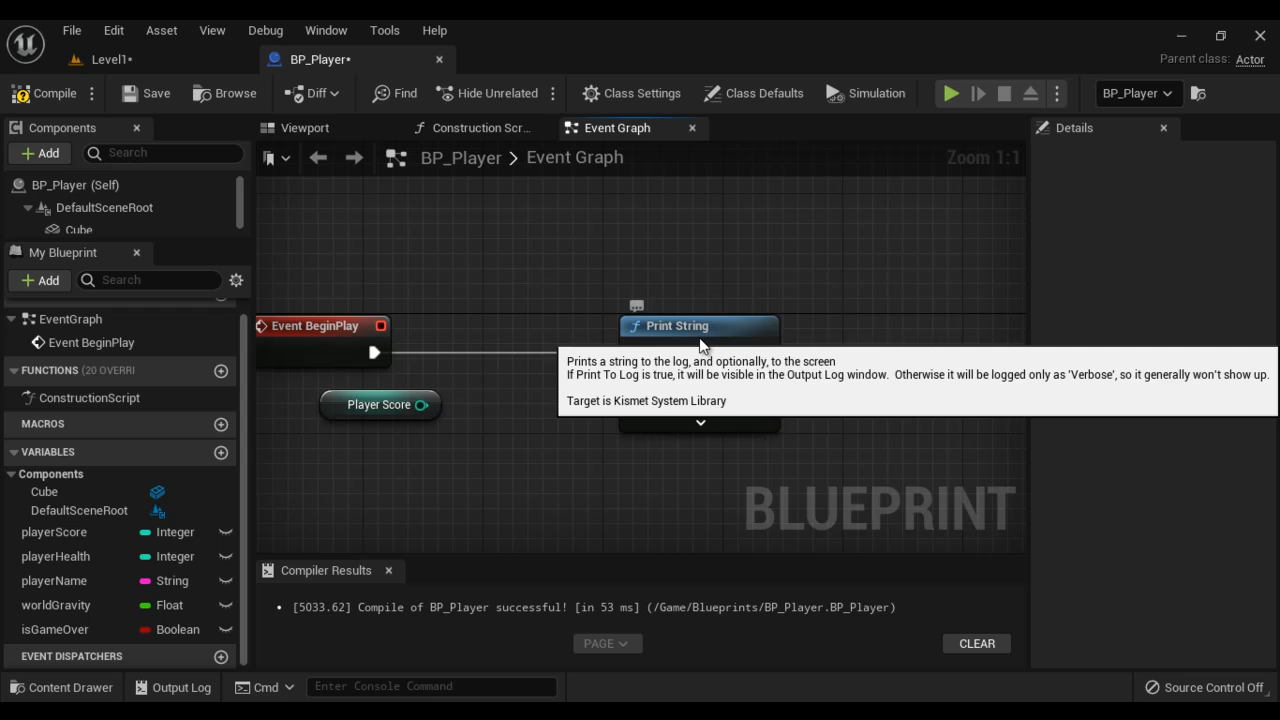 File Edit Asset View Debug Window Tools Help
Level1* BP_Player* Parent class: Actor
Compile Save Browse Diff Find Hide Unrelated Class Settings Class Defaults Simulation BP_Player
Components Viewport Construction Scr... Event Graph Details
+ Add Search BP_Player > Event Graph Zoom 1:1
BP_Player (Self)
DefaultSceneRoot
Cube
My Blueprint
+ Add Search
EventGraph
Event BeginPlay
FUNCTIONS (20 OVERRI
ConstructionScript
MACROS
VARIABLES
Components
Cube
DefaultSceneRoot
playerScore Integer
playerHealth Integer
playerName String
worldGravity Float
isGameOver Boolean
EVENT DISPATCHERS
Event BeginPlay Print String
Player Score
Prints a string to the log, and optionally, to the screen
If Print To Log is true, it will be visible in the Output Log window. Otherwise it will be logged only as 'Verbose', so it generally won't show up.
Target is Kismet System Library
BLUEPRINT
Compiler Results
• [5033.62] Compile of BP_Player successful! [in 53 ms] (/Game/Blueprints/BP_Player.BP_Player)
PAGE CLEAR
Content Drawer Output Log Cmd Enter Console Command Source Control Off